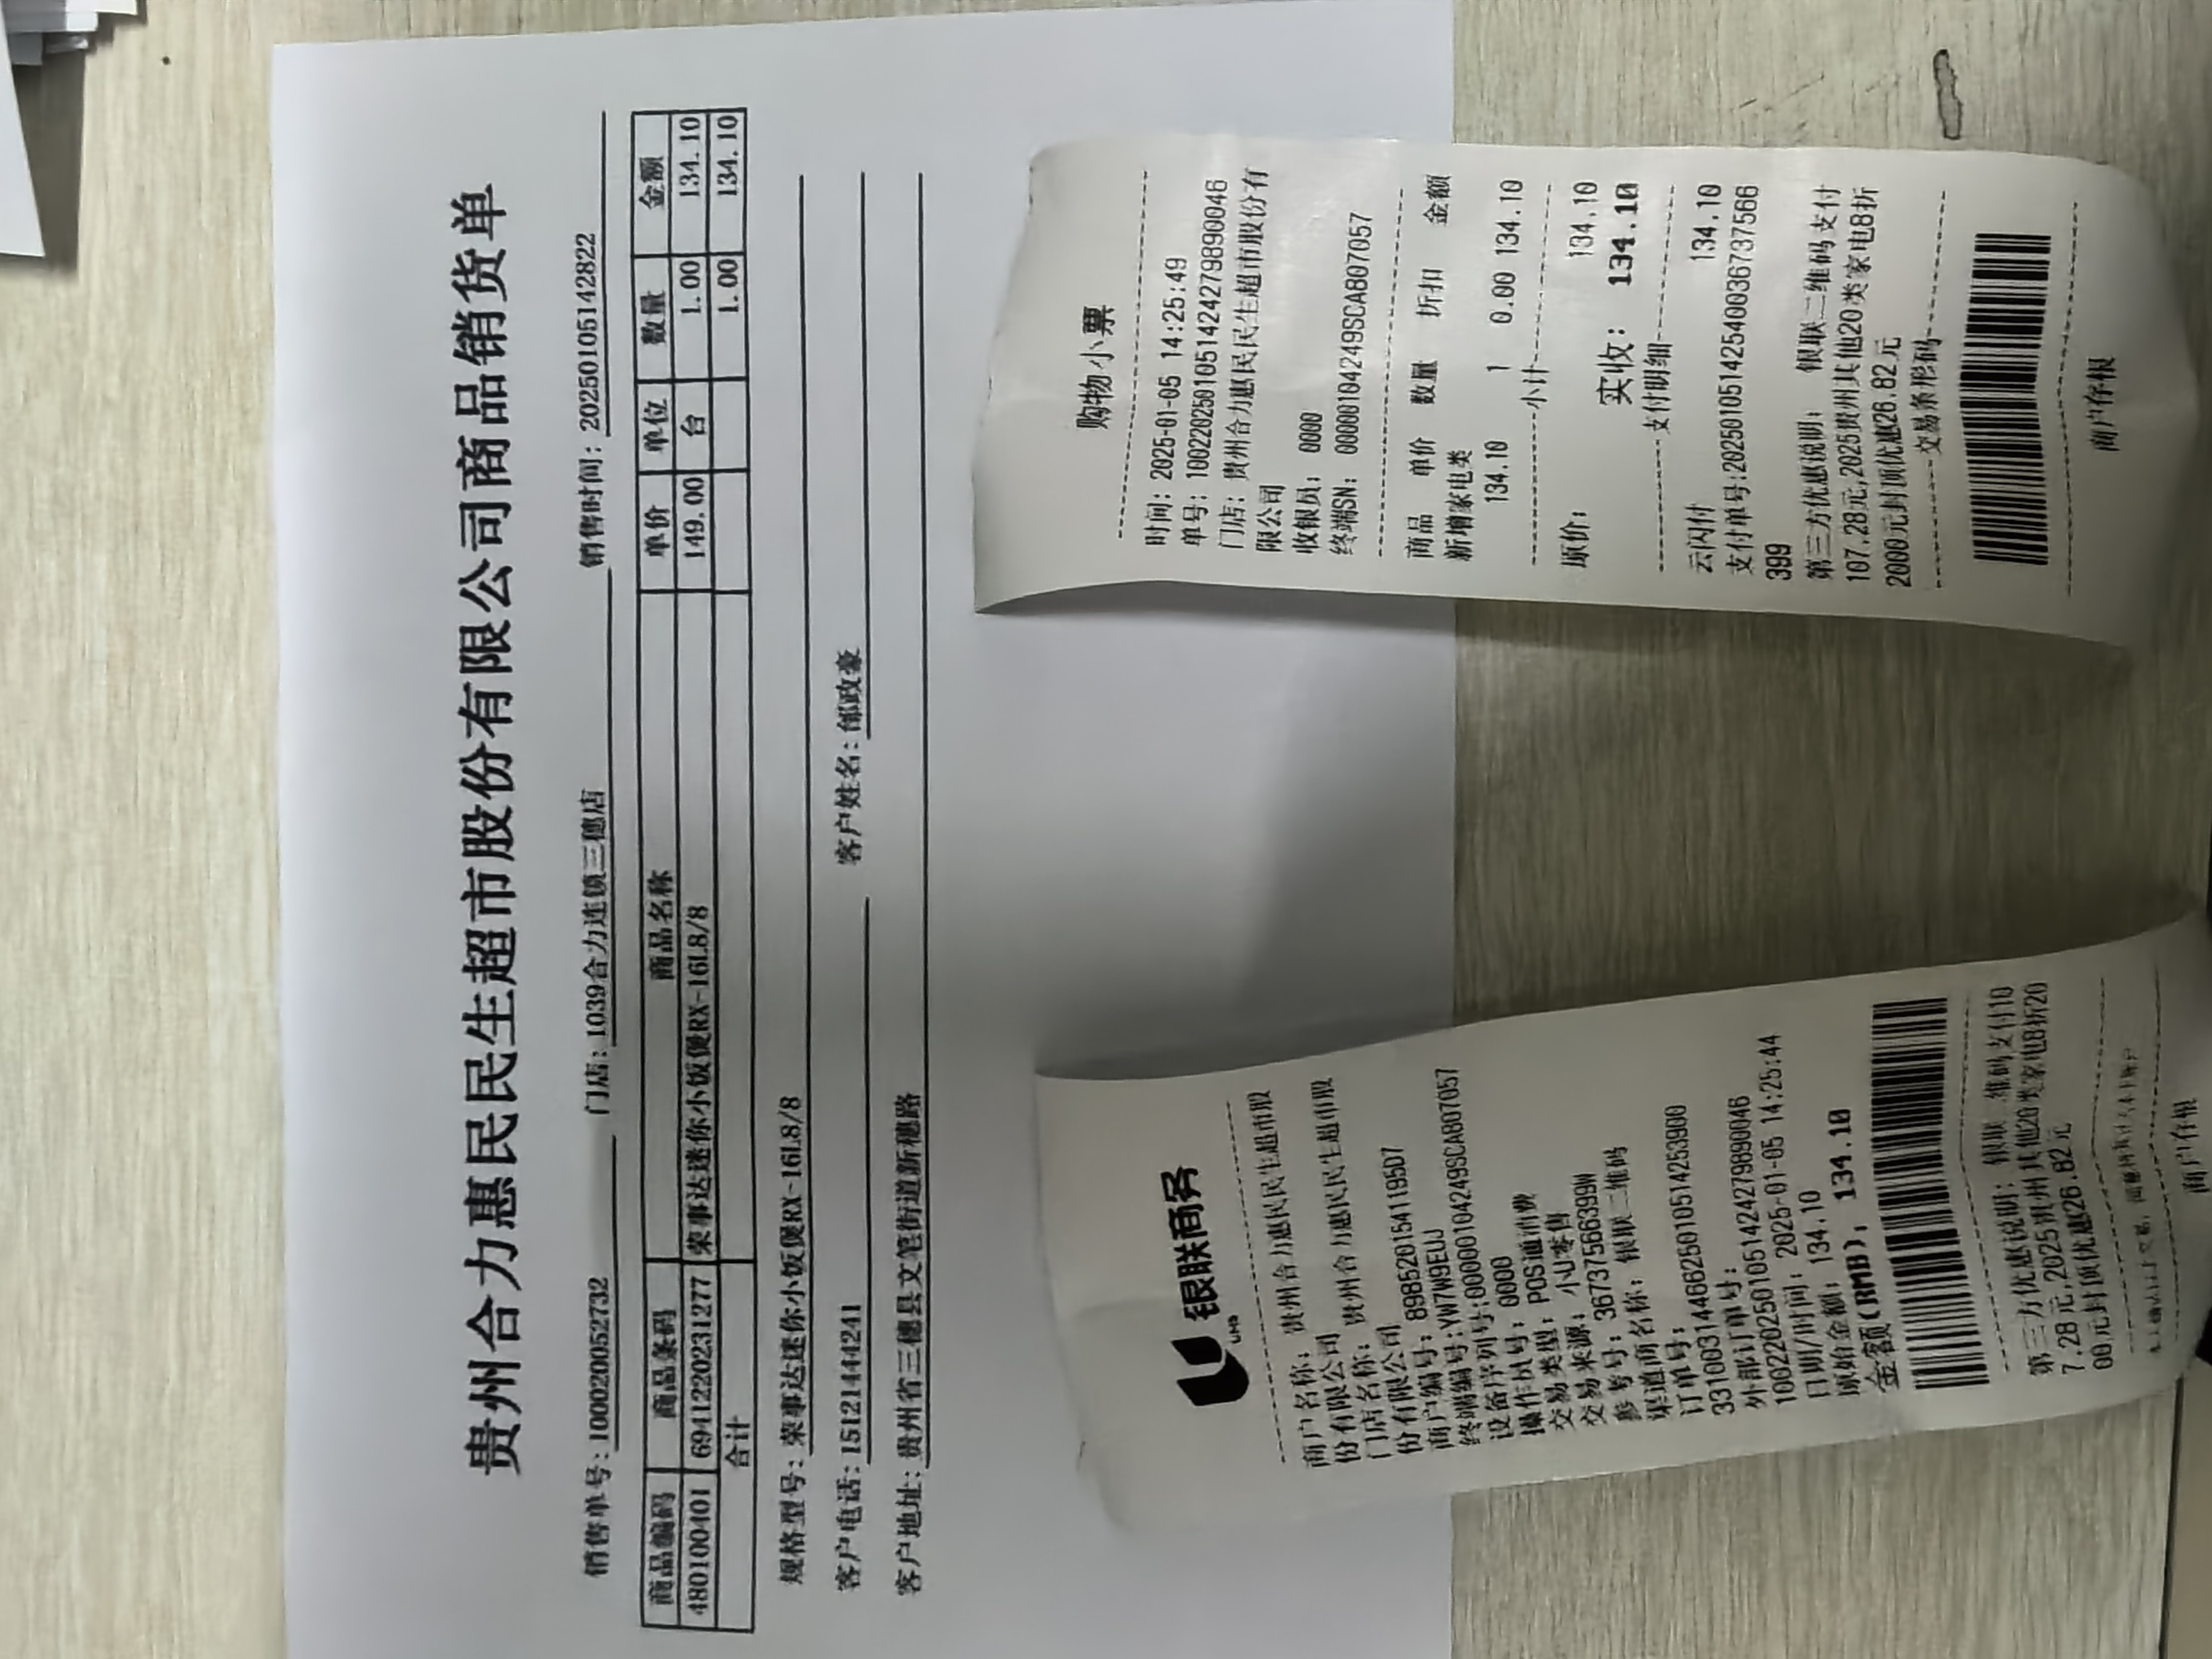 贵州合力惠民民生超市股份有限公司商品销货单
销售单号: 1000200052732 门店: 1039合力连锁三穗店 销售时间: 20250105142822
商品编码 商品条码 商品名称 单价 单位 数量 金额
480100401 6941220231277 荣事达迷你小饭煲RX-16L8/8 149.00 台 1.00 134.10
合计 1.00 134.10
规格型号: 荣事达迷你小饭煲RX-16L8/8
客户电话: 15121444241 客户姓名: 邰政豪
客户地址: 贵州省三穗县文笔街道新穗路
银联商务
UMS
商户名称: 贵州合力惠民民生超市股
份有限公司
门店名称: 贵州合力惠民民生超市股
份有限公司
商户编号: 8985201541195D7
终端编号:YW7W9EUJ
设备序列号:00000104249SCA807057
操作员号: 0000
交易类型: POS通消费
交易来源: 小U零售
参考号: 36737566399W
渠道商名称: 银联二维码
订单号:
33100314466250105142539​00
外部订单号:
10022025010514242798​90046
日期/时间: 2025-01-05 14:25:44
原始金额: 134.10
金额(RMB): 134.10
第三方优惠说明: 银联二维码支付10
7.28元,2025贵州其他20类家电8折20
00元封顶优惠26.82元
商户存根
购物小票
时间: 2025-01-05 14:25:49
单号: 1002202501051424279890046
门店: 贵州合力惠民民生超市股份有
限公司
收银员: 0000
终端SN: 00000104249SCA807057
商品 单价 数量 折扣 金额
新增家电类
134.10 1 0.00 134.10
小计
原价: 134.10
实收: 134.10
支付明细
云闪付 134.10
支付单号:2025010514254003673​7566
399
第三方优惠说明: 银联二维码支付
107.28元,2025贵州其他20类家电8折
2000元封顶优惠26.82元
交易条形码
商户存根